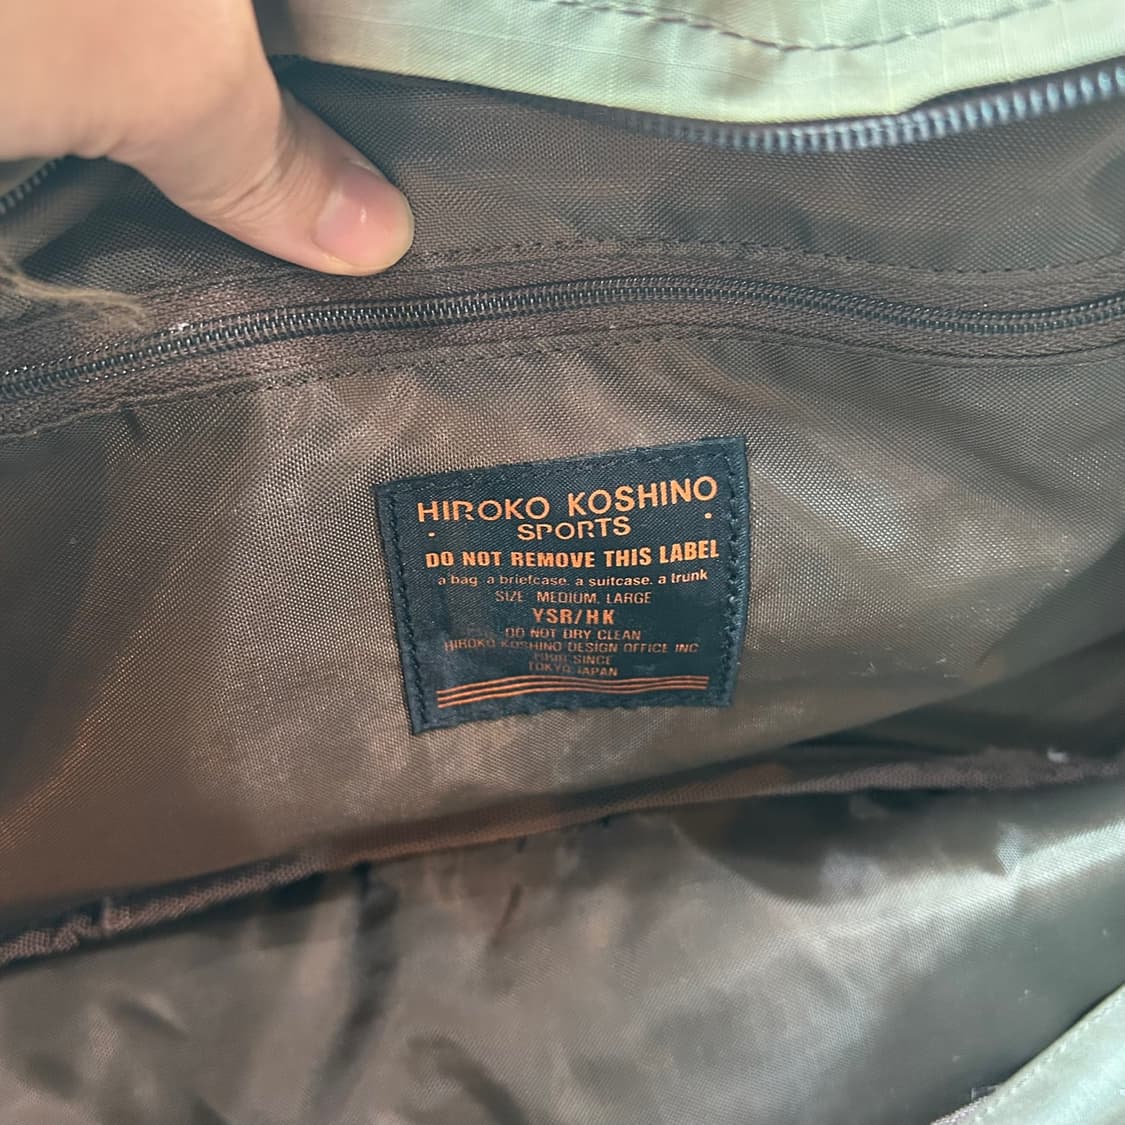 HIROKO KOSHINO
SPORTS
DO NOT REMOVE THIS LABEL
a bag. a briefcase. a suitcase. a trunk
SIZE MEDIUM, LARGE
YSR/HK
DO NOT DRY CLEAN
HIROKO KOSHINO DESIGN OFFICE INC
SINCE
TOKYO JAPAN